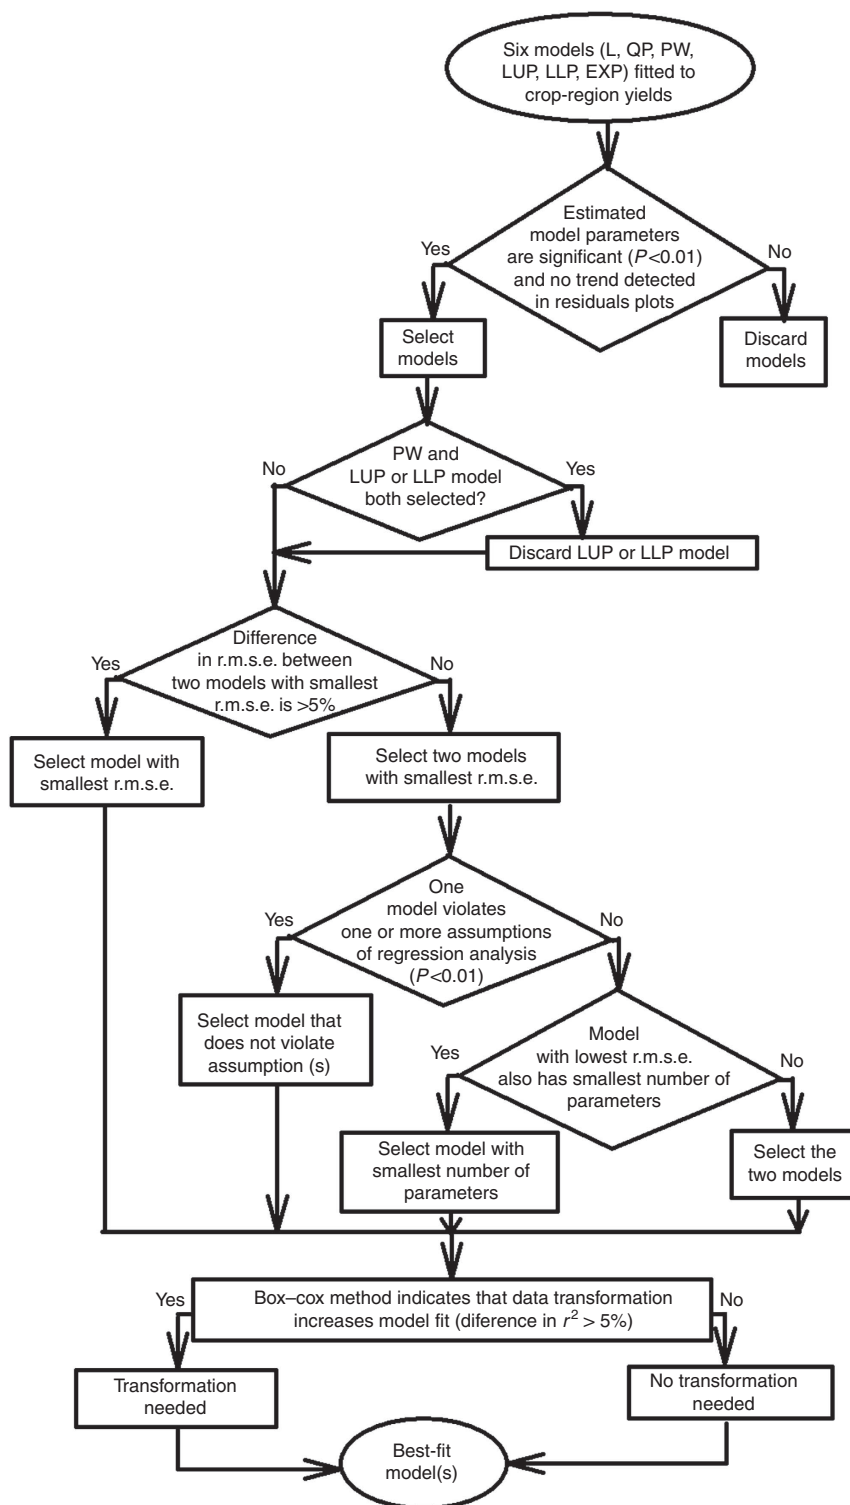 Six models (L, QP, PW,
LUP, LLP, EXP) fitted to
crop-region yields
Estimated
model parameters
are significant (P<0.01)
and no trend detected
in residuals plots
Yes
No
Select
models
Discard
models
PW and
LUP or LLP model
both selected?
No
Yes
Discard LUP or LLP model
Difference
in r.m.s.e. between
two models with smallest
r.m.s.e. is >5%
Yes
No
Select model with
smallest r.m.s.e.
Select two models
with smallest r.m.s.e.
One
model violates
one or more assumptions
of regression analysis
(P<0.01)
Yes
No
Select model that
does not violate
assumption (s)
Model
with lowest r.m.s.e.
also has smallest number of
parameters
Yes
No
Select model with
smallest number of
parameters
Select the
two models
Box–cox method indicates that data transformation
increases model fit (diference in r² > 5%)
Yes
No
Transformation
needed
No transformation
needed
Best-fit
model(s)